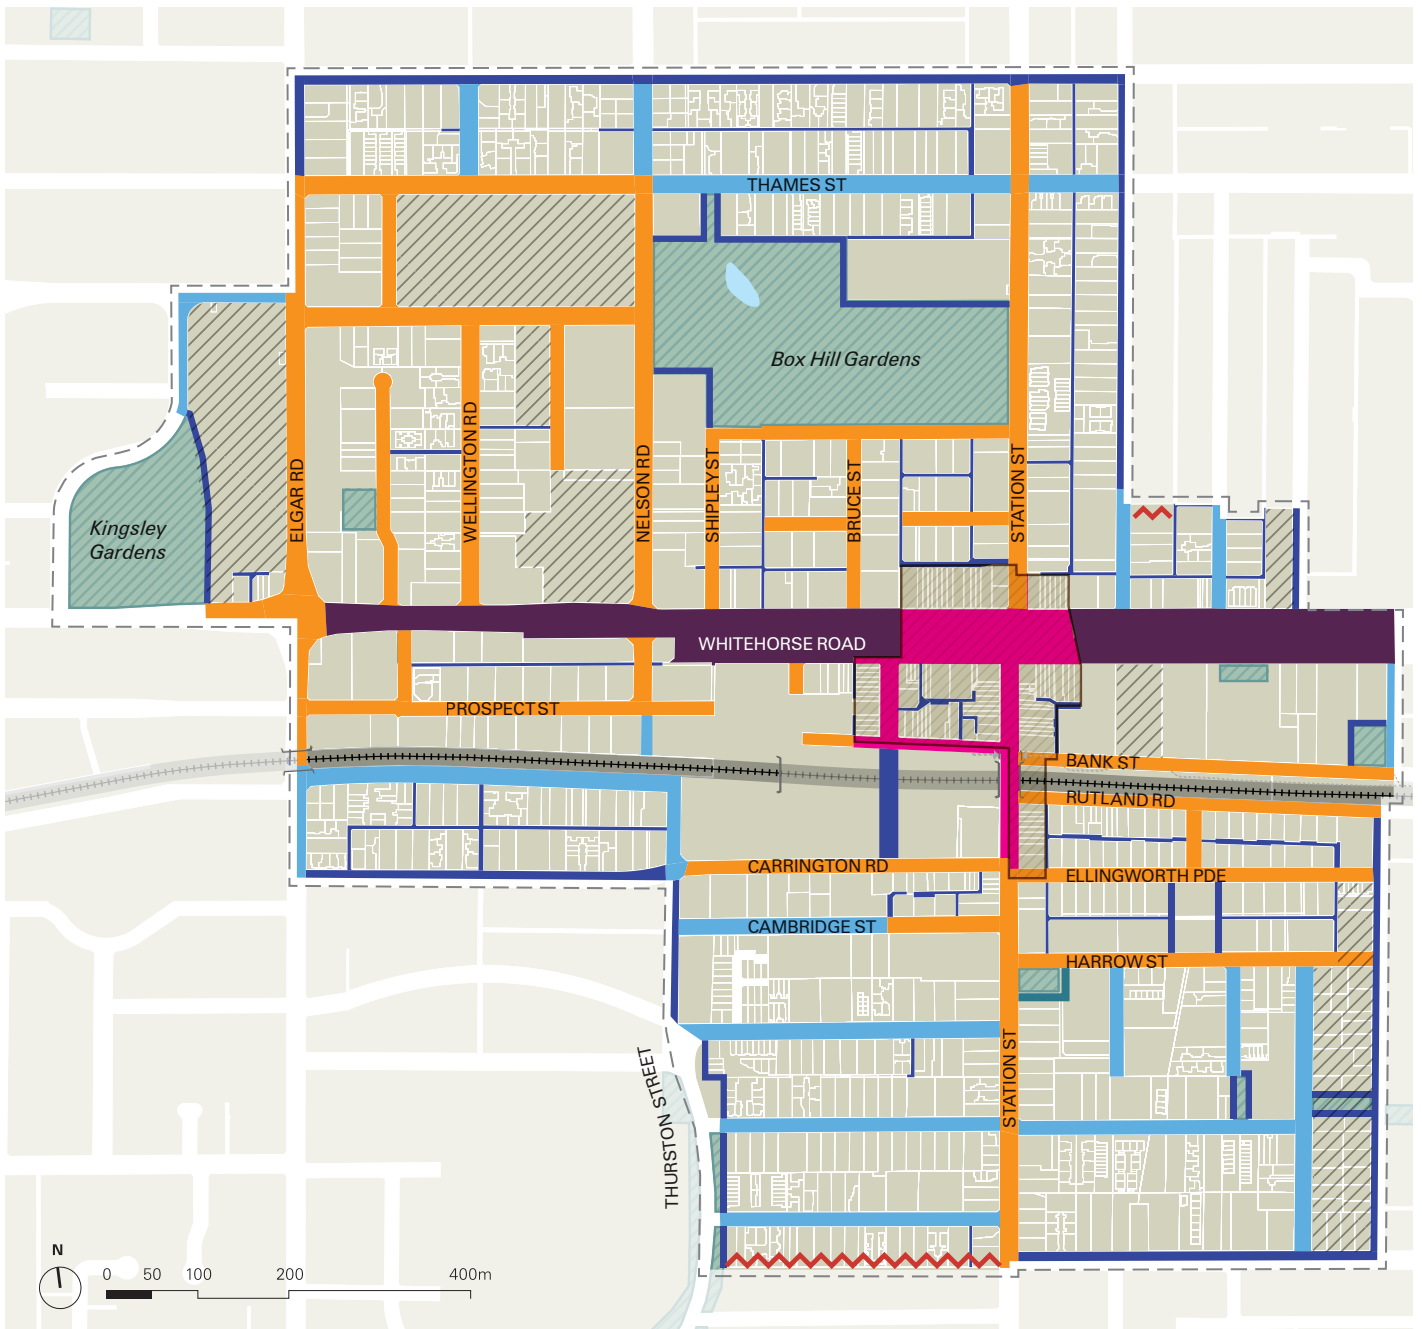 THAMES ST
Box Hill Gardens
ELGAR RD
WELLINGTON RD
NELSON RD
SHIPLEY ST
BRUCE ST
STATION ST
Kingsley
Gardens
WHITEHORSE ROAD
PROSPECT ST
BANK ST
RUTLAND RD
CARRINGTON RD
ELLINGWORTH PDE
CAMBRIDGE ST
HARROW ST
STATION ST
THURSTON STREET
N
0 50 100 200 400m